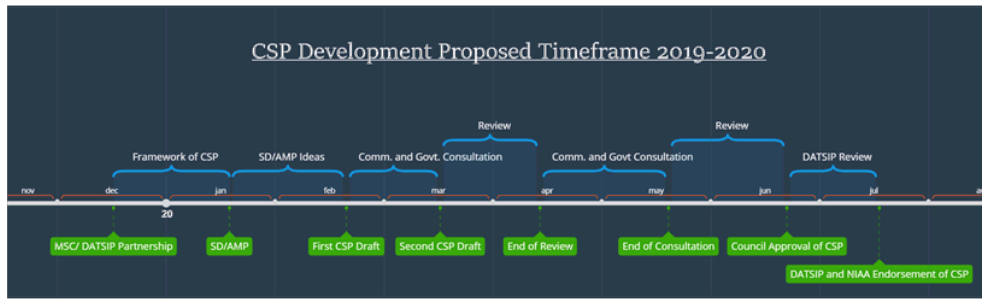 CSP Development Proposed Timeframe 2019-2020
Review
Review
Framework of CSP
SD/AMP Ideas
Comm. and Govt. Consultation
Comm. and Govt Consultation
DATSIP Review
nov
dec
jan
feb
mar
apr
may
jun
jul
20
MSC/ DATSIP Partnership
SD/AMP
First CSP Draft
Second CSP Draft
End of Review
End of Consultation
Council Approval of CSP
DATSIP and NIAA Endorsement of CSP